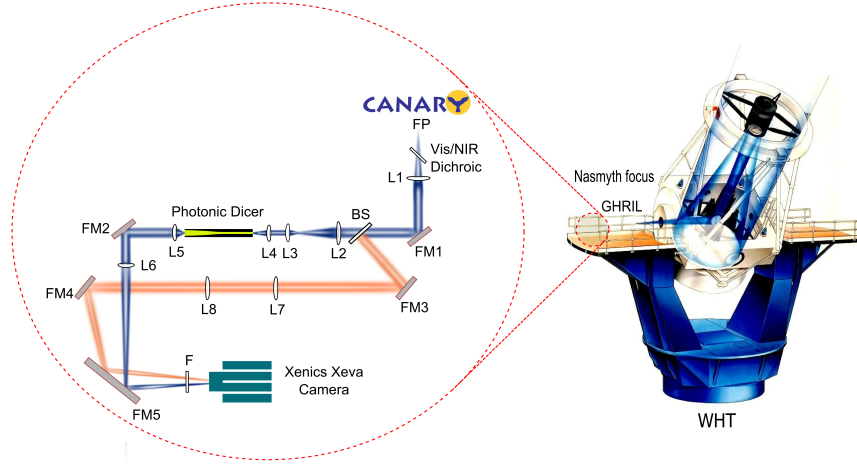 CANARY
FP
Vis/NIR
Dichroic
L1
Nasmyth focus
GHRIL
Photonic Dicer
BS
FM2
L5
L4
L3
L2
FM1
L6
FM4
L8
L7
FM3
F
Xenics Xeva
Camera
FM5
WHT